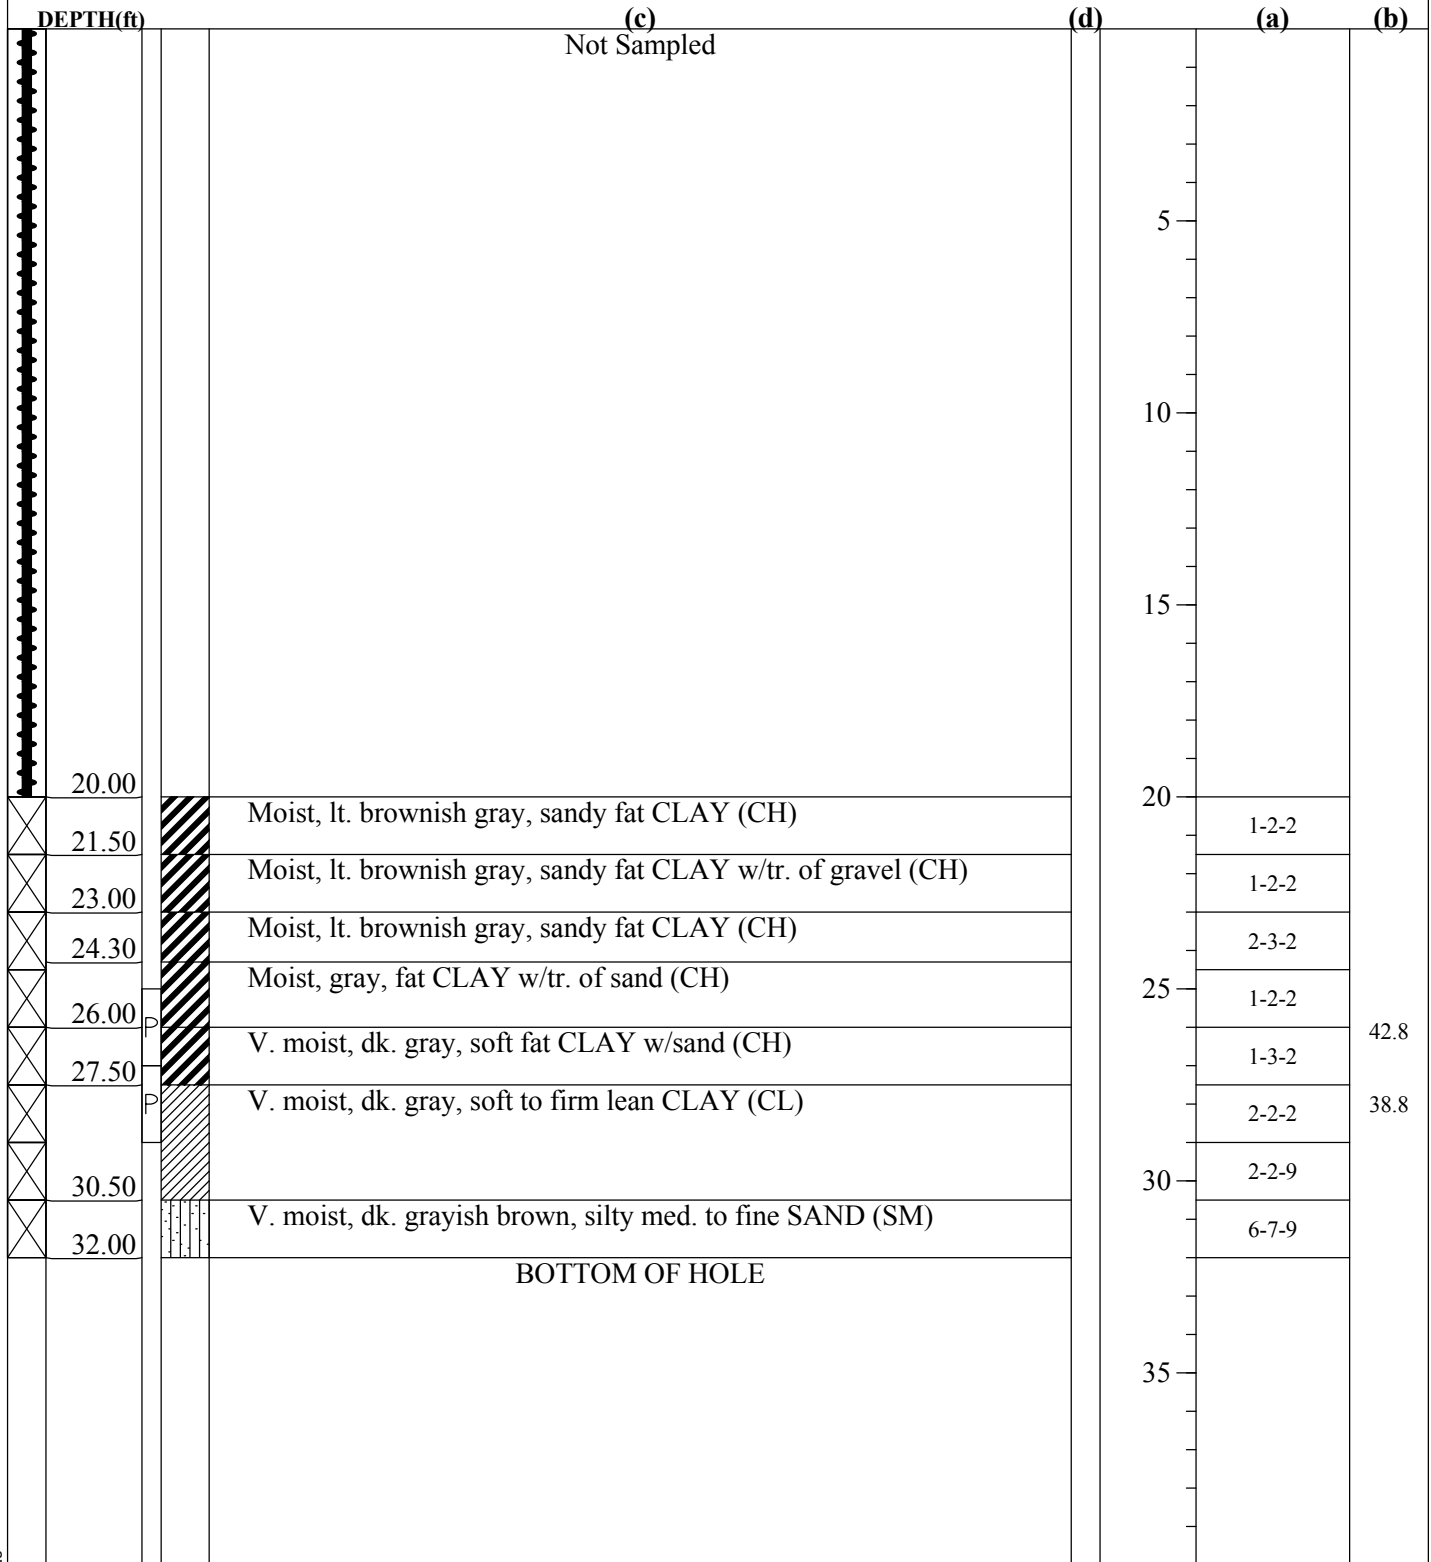 DEPTH(ft) (c) (d) (a) (b)
Not Sampled
5
10
15
20.00 20
Moist, lt. brownish gray, sandy fat CLAY (CH)
21.50 1-2-2
Moist, lt. brownish gray, sandy fat CLAY w/tr. of gravel (CH)
23.00 1-2-2
Moist, lt. brownish gray, sandy fat CLAY (CH)
24.30 2-3-2
Moist, gray, fat CLAY w/tr. of sand (CH)
25
26.00 P 1-2-2
V. moist, dk. gray, soft fat CLAY w/sand (CH) 42.8
27.50 1-3-2
P V. moist, dk. gray, soft to firm lean CLAY (CL) 2-2-2 38.8
30.50 30 2-2-9
V. moist, dk. grayish brown, silty med. to fine SAND (SM)
32.00 6-7-9
BOTTOM OF HOLE
35